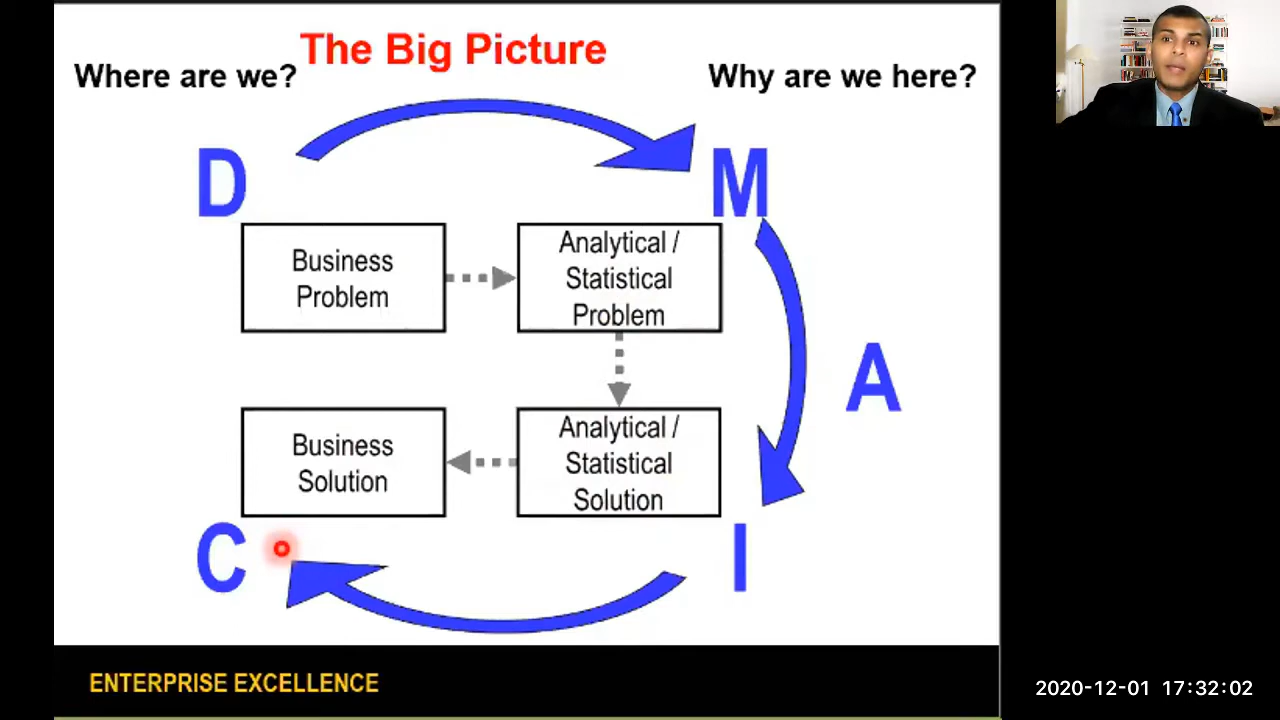 The Big Picture
Where are we?
Why are we here?
D
M
Business
Problem
Analytical /
Statistical
Problem
A
Business
Solution
Analytical /
Statistical
Solution
C
I
ENTERPRISE EXCELLENCE
2020-12-01 17:32:02